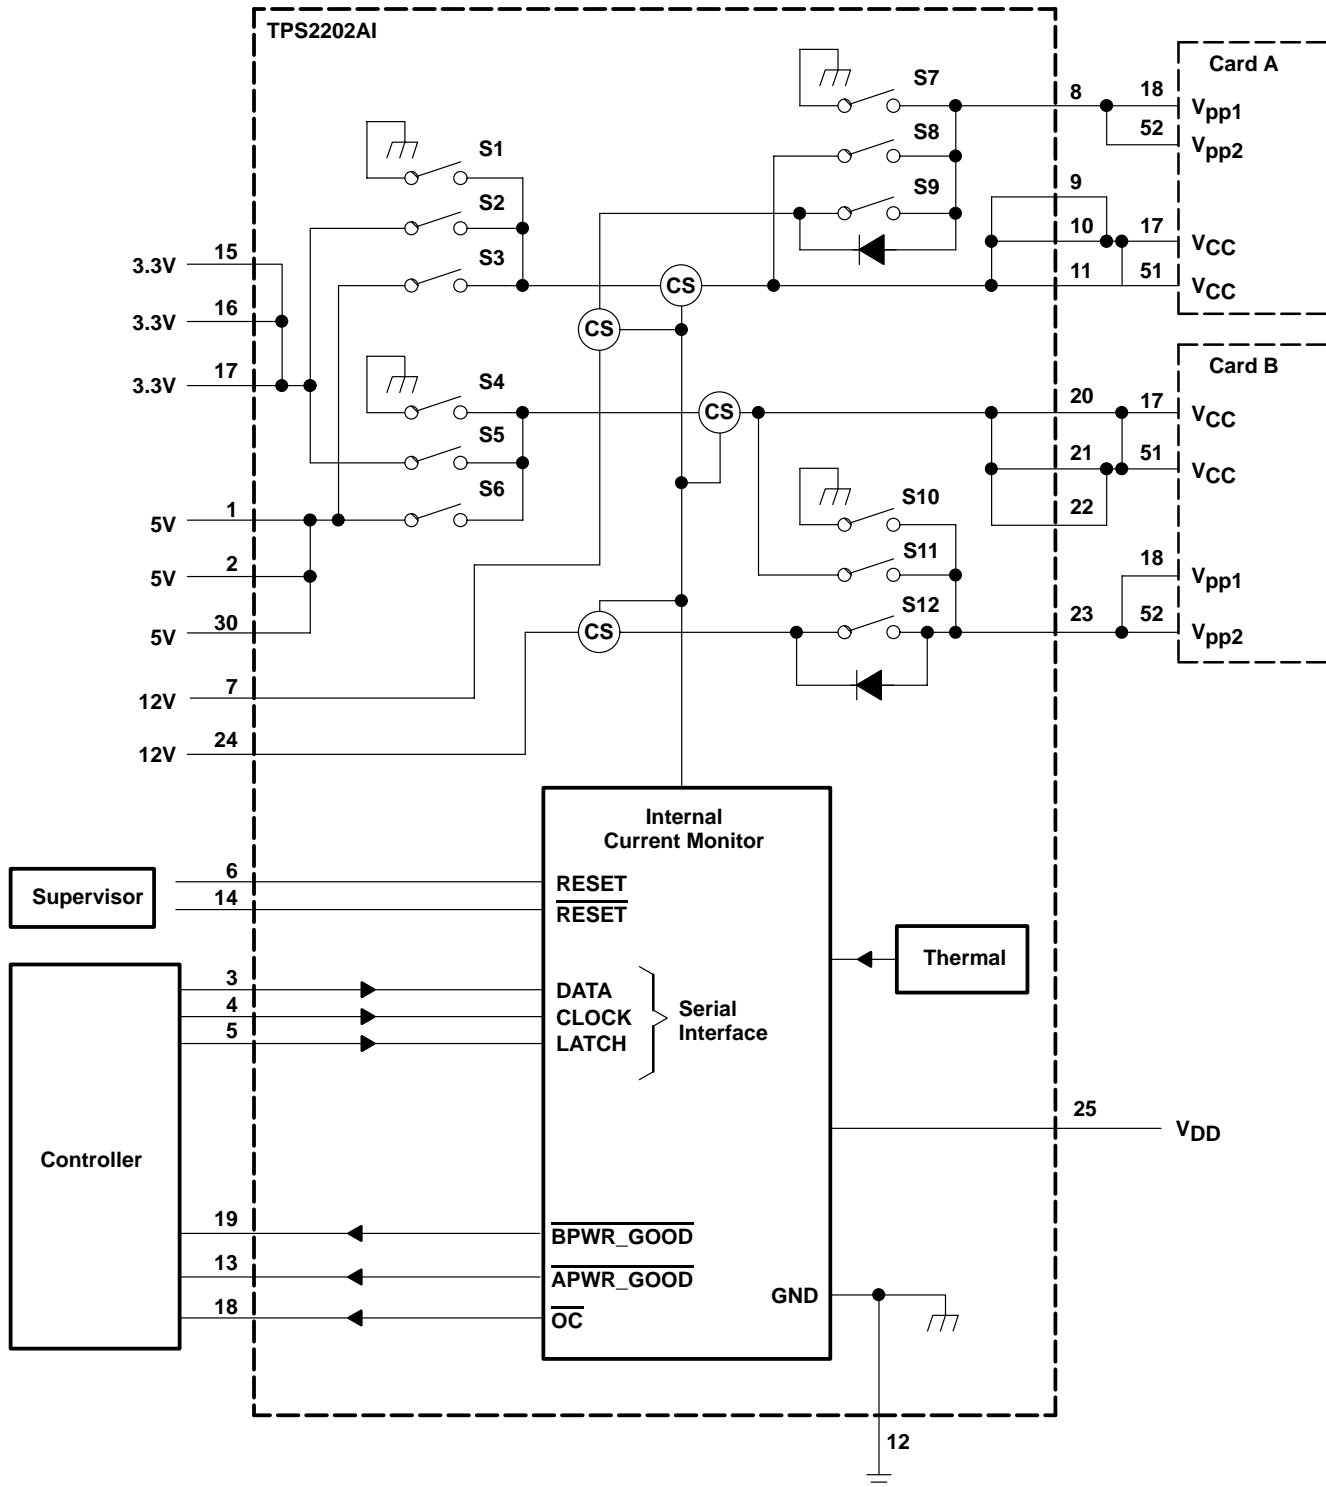 TPS2202AI
Card A
S7
8
18
Vpp1
S8
52
Vpp2
S1
S9
9
S2
10
17
VCC
15
3.3V
S3
CS
11
51
VCC
16
3.3V
CS
17
3.3V
S4
Card B
CS
20
17
VCC
S5
21
51
VCC
S6
22
1
5V
S10
2
5V
S11
18
Vpp1
30
5V
CS
S12
23
52
Vpp2
7
12V
24
12V
Internal
Current Monitor
Supervisor
6
RESET
14
RESET
Thermal
3
DATA
4
CLOCK
5
LATCH
Serial
Interface
25
VDD
Controller
19
BPWR_GOOD
13
APWR_GOOD
18
OC
GND
12